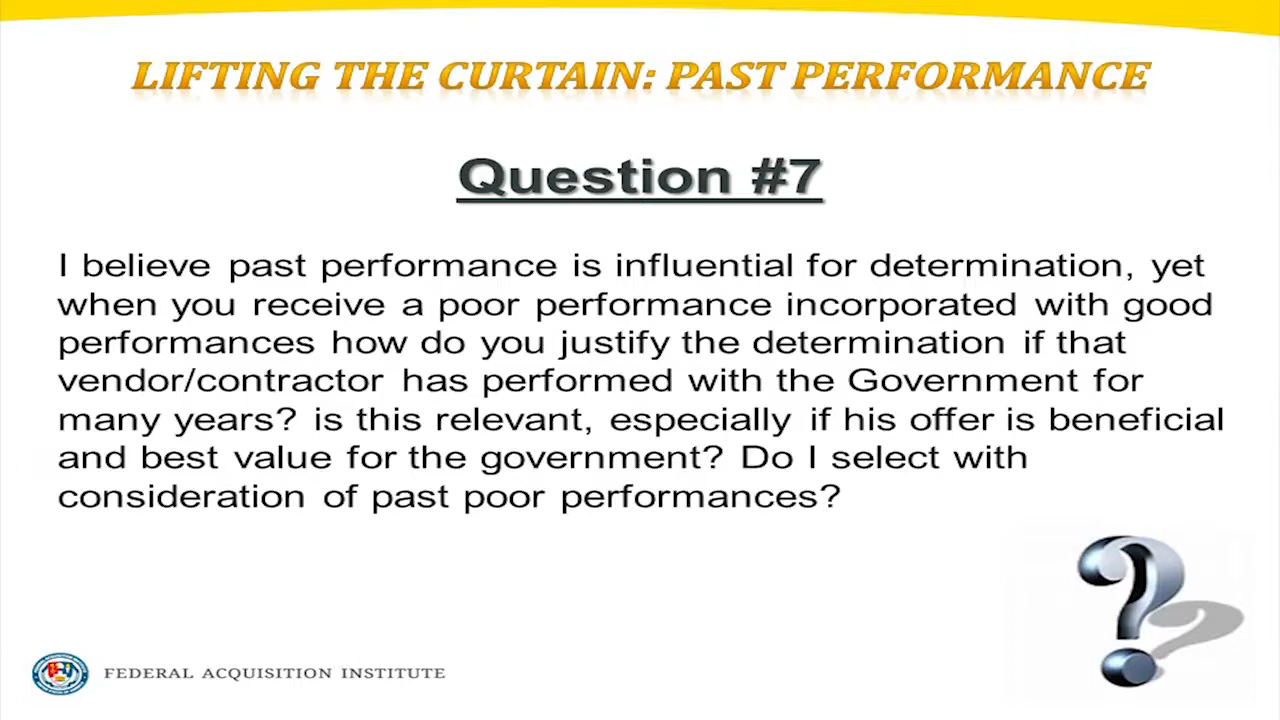 LIFTING THE CURTAIN: PAST PERFORMANCE
Question #7
I believe past performance is influential for determination, yet
when you receive a poor performance incorporated with good
performances how do you justify the determination if that
vendor/contractor has performed with the Government for
many years? is this relevant, especially if his offer is beneficial
and best value for the government? Do I select with
consideration of past poor performances?
FEDERAL ACQUISITION INSTITUTE